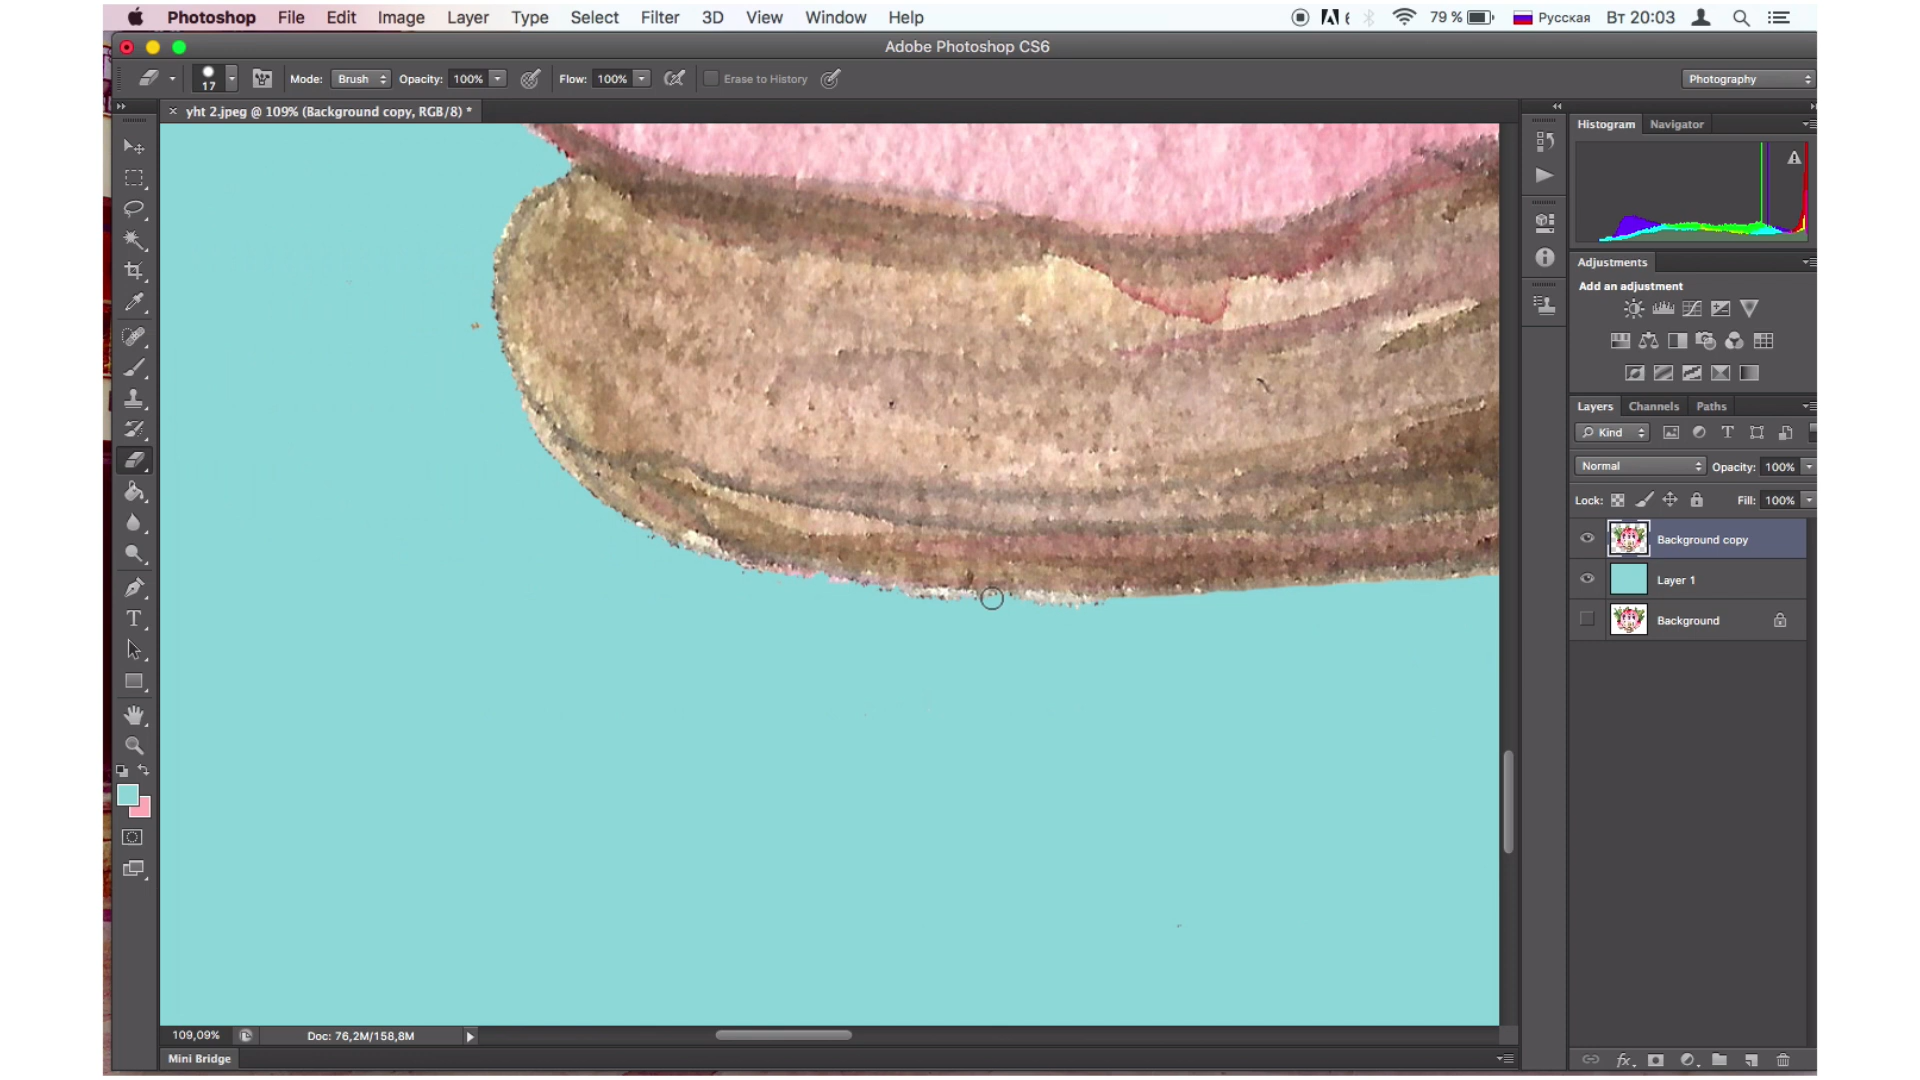 Photoshop File Edit Image Layer Type Select Filter 3D View Window Help 6 79 % Русская Вт 20:03
Adobe Photoshop CS6
17 Mode: Brush Opacity: 100% Flow: 100% Erase to History Photography
× yht 2.jpeg @ 109% (Background copy, RGB/8) *
Histogram Navigator
Adjustments
Add an adjustment
Layers Channels Paths
Kind
Normal Opacity: 100%
Lock: Fill: 100%
Background copy
Layer 1
Background
109,09% Doc: 76,2M/158,8M
Mini Bridge